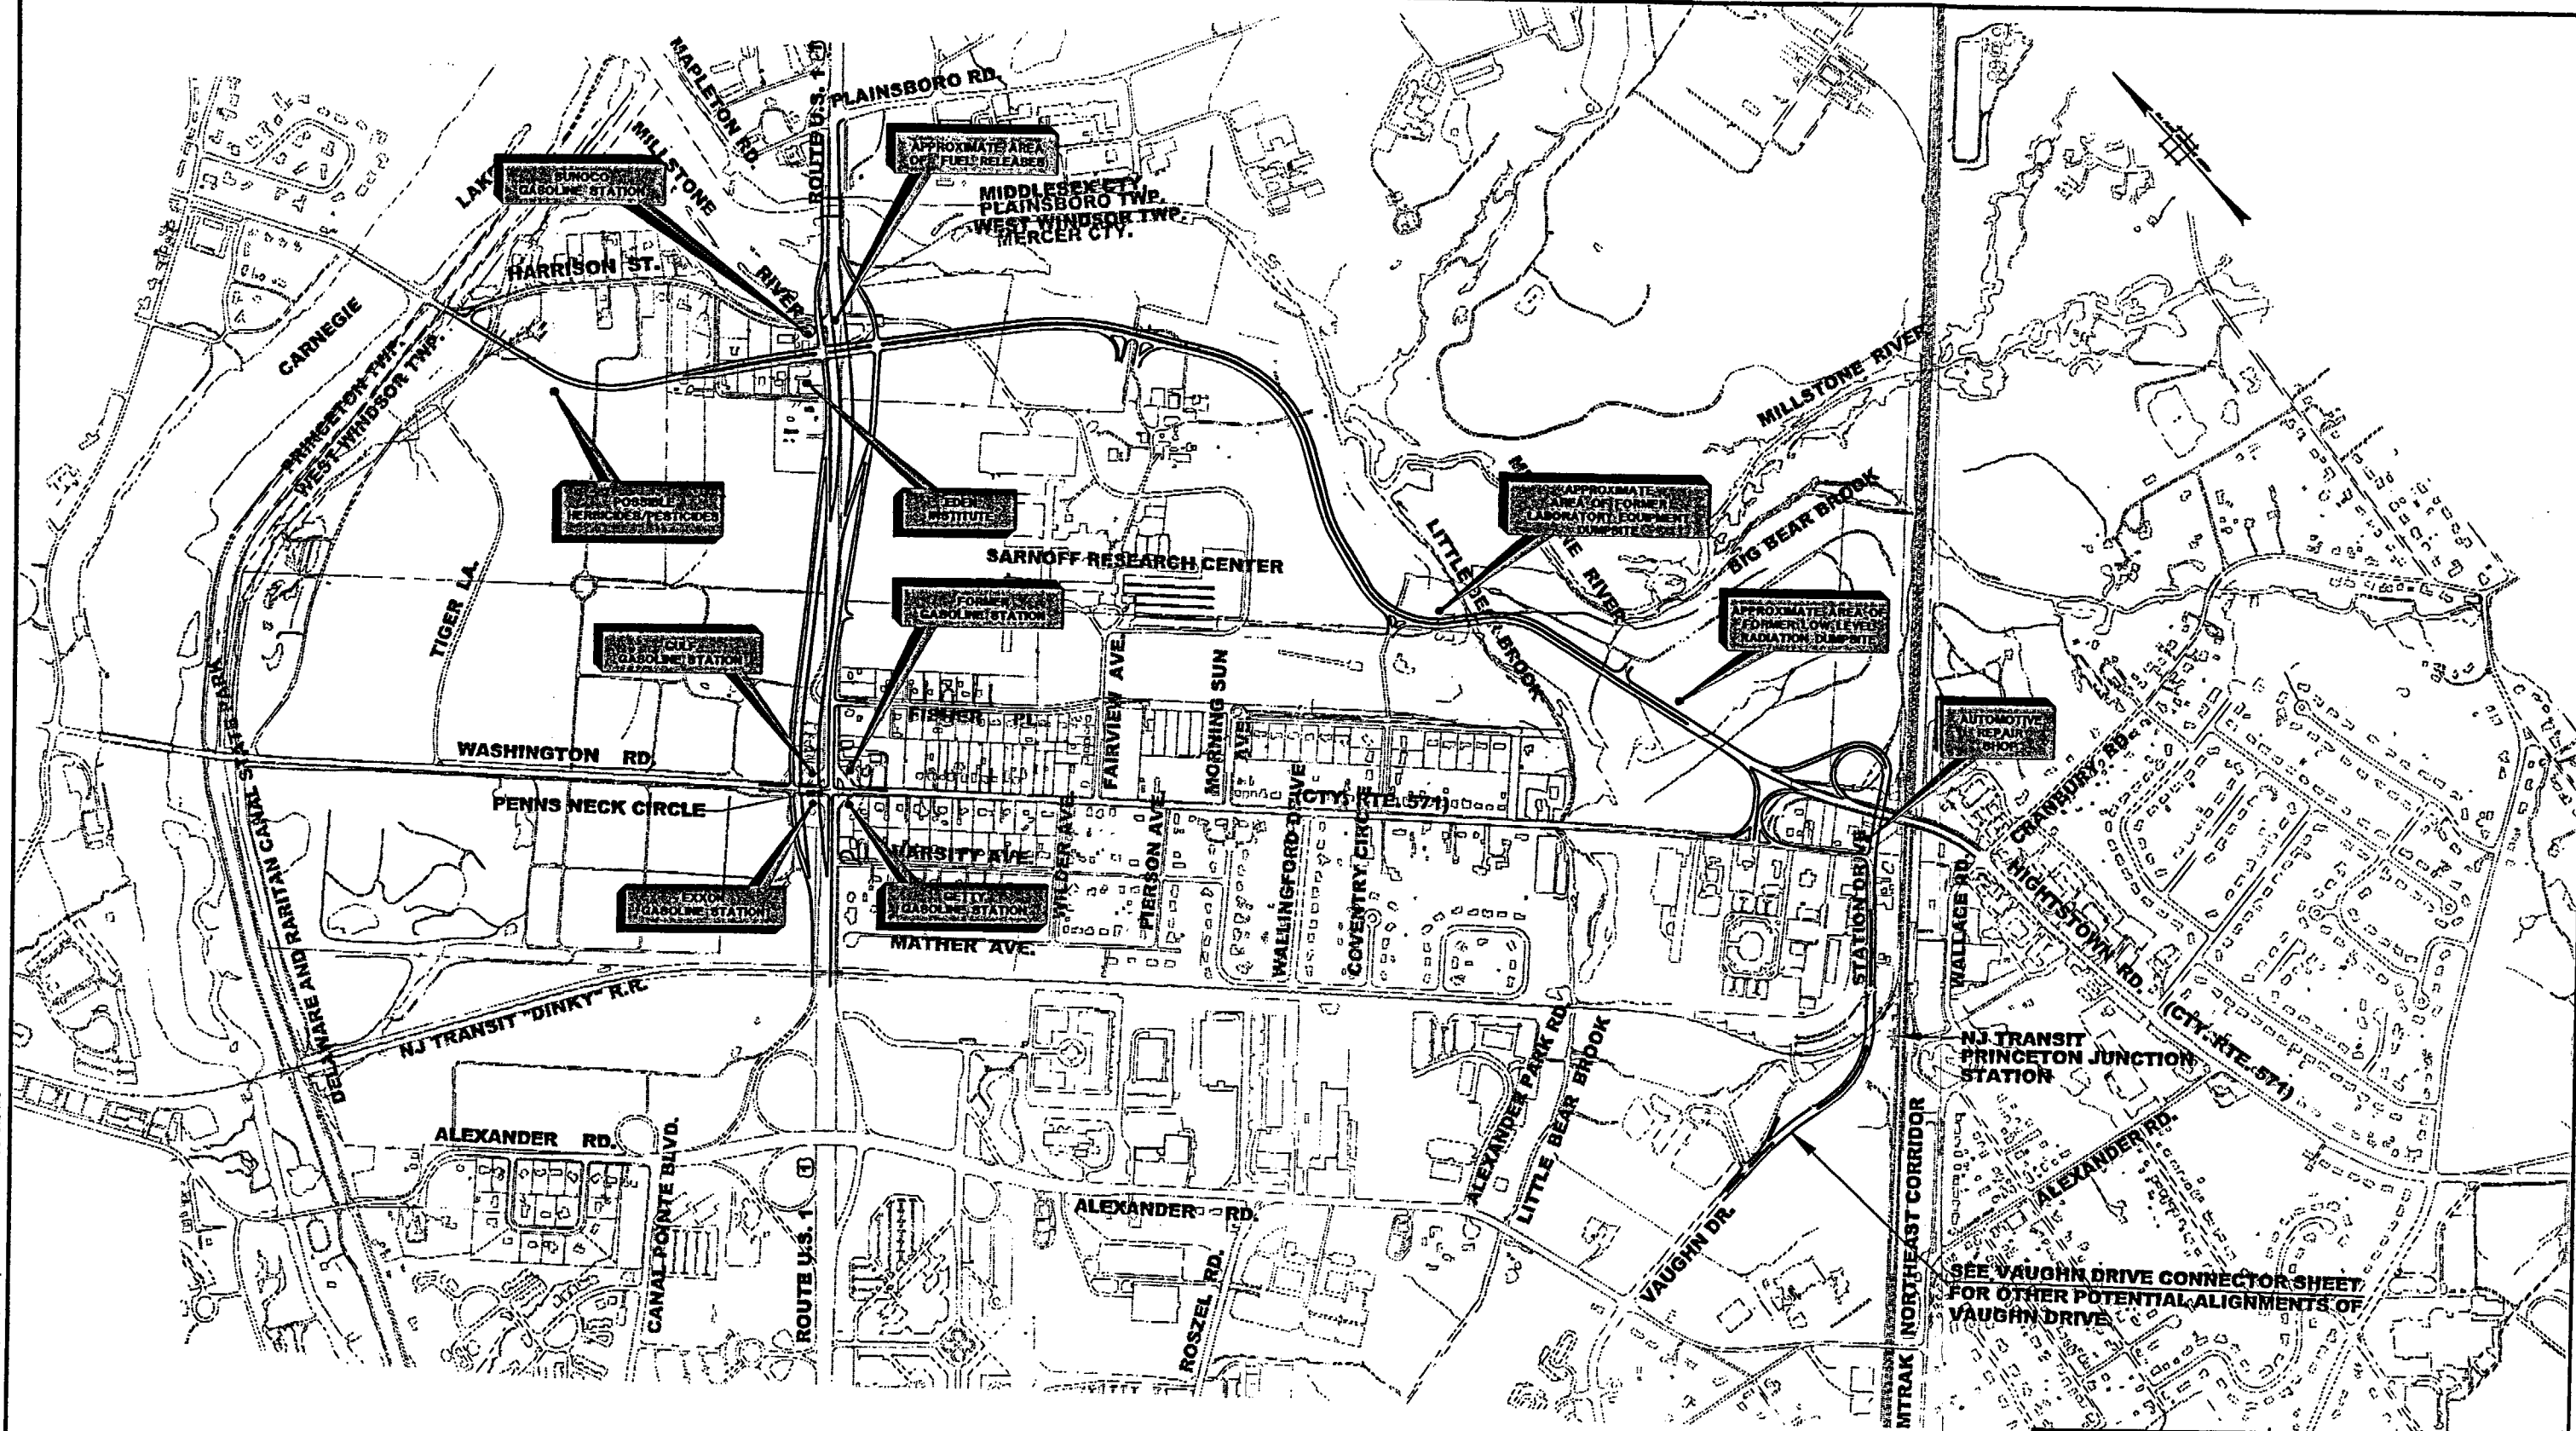 MAPLETON RD.
ROUTE U.S. 1
PLAINSBORO RD.
MILLSTONE
RIVER
SUNOCO
GASOLINE STATION
APPROXIMATE AREA
OF FUEL RELEASES
MIDDLESEX CTY.
PLAINSBORO TWP.
WEST WINDSOR TWP.
MERCER CTY.
HARRISON ST.
CARNEGIE
PRINCETON TWP.
WEST WINDSOR TWP.
MILLSTONE RIVER
POSSIBLE
HERBICIDES/PESTICIDES
EDEN
INSTITUTE
APPROXIMATE
AREA OF FORMER
LABORATORY EQUIPMENT
DUMPSITE
RIVER
BIG BEAR BROOK
SARNOFF RESEARCH CENTER
TIGER LA.
FORMER
GASOLINE STATION
GULF
GASOLINE STATION
LITTLE
BROOK
APPROXIMATE AREA OF
FORMER LOW LEVEL
RADIATION DUMPSITE
FISHER PL.
FAIRVIEW AVE.
MORNING SUN
AVE.
AUTOMOTIVE
REPAIR
SHOP
WASHINGTON RD.
PENNS NECK CIRCLE
(CTY. RTE. 571)
CRANBURY RD.
VARSITY AVE.
WILDER AVE.
PIERSON AVE.
WALLINGFORD DRIVE
COVENTRY CIRCLE
STATION DRIVE
WALLACE RD.
HIGHTSTOWN RD.
(CTY. RTE. 571)
EXXON
GASOLINE STATION
GETTY
GASOLINE STATION
MATHER AVE.
DELAWARE AND RARITAN CANAL STATE PARK
NJ TRANSIT "DINKY" R.R.
NJ TRANSIT
PRINCETON JUNCTION
STATION
ALEXANDER RD.
CANAL POINTE BLVD.
ROUTE U.S. 1
1
ALEXANDER RD.
ROSZEL RD.
ALEXANDER PARK RD.
LITTLE BEAR BROOK
VAUGHN DR.
MTRAK NORTHEAST CORRIDOR
ALEXANDER RD.
SEE VAUGHN DRIVE CONNECTOR SHEET
FOR OTHER POTENTIAL ALIGNMENTS OF
VAUGHN DRIVE